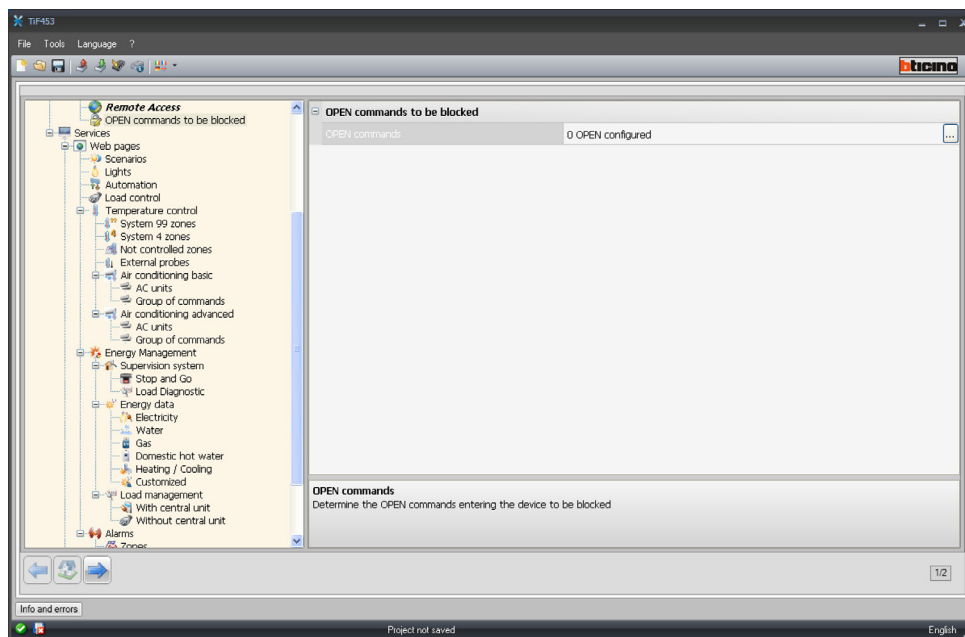 TiF453
File Tools Language ?
bticino
Remote Access
OPEN commands to be blocked
Services
Web pages
Scenarios
Lights
Automation
Load control
Temperature control
System 99 zones
System 4 zones
Not controlled zones
External probes
Air conditioning basic
AC units
Group of commands
Air conditioning advanced
AC units
Group of commands
Energy Management
Supervision system
Stop and Go
Load Diagnostic
Energy data
Electricity
Water
Gas
Domestic hot water
Heating / Cooling
Customized
Load management
With central unit
Without central unit
Alarms
Zones
OPEN commands to be blocked
OPEN commands 0 OPEN configured ...
OPEN commands
Determine the OPEN commands entering the device to be blocked
1/2
Info and errors
Project not saved English